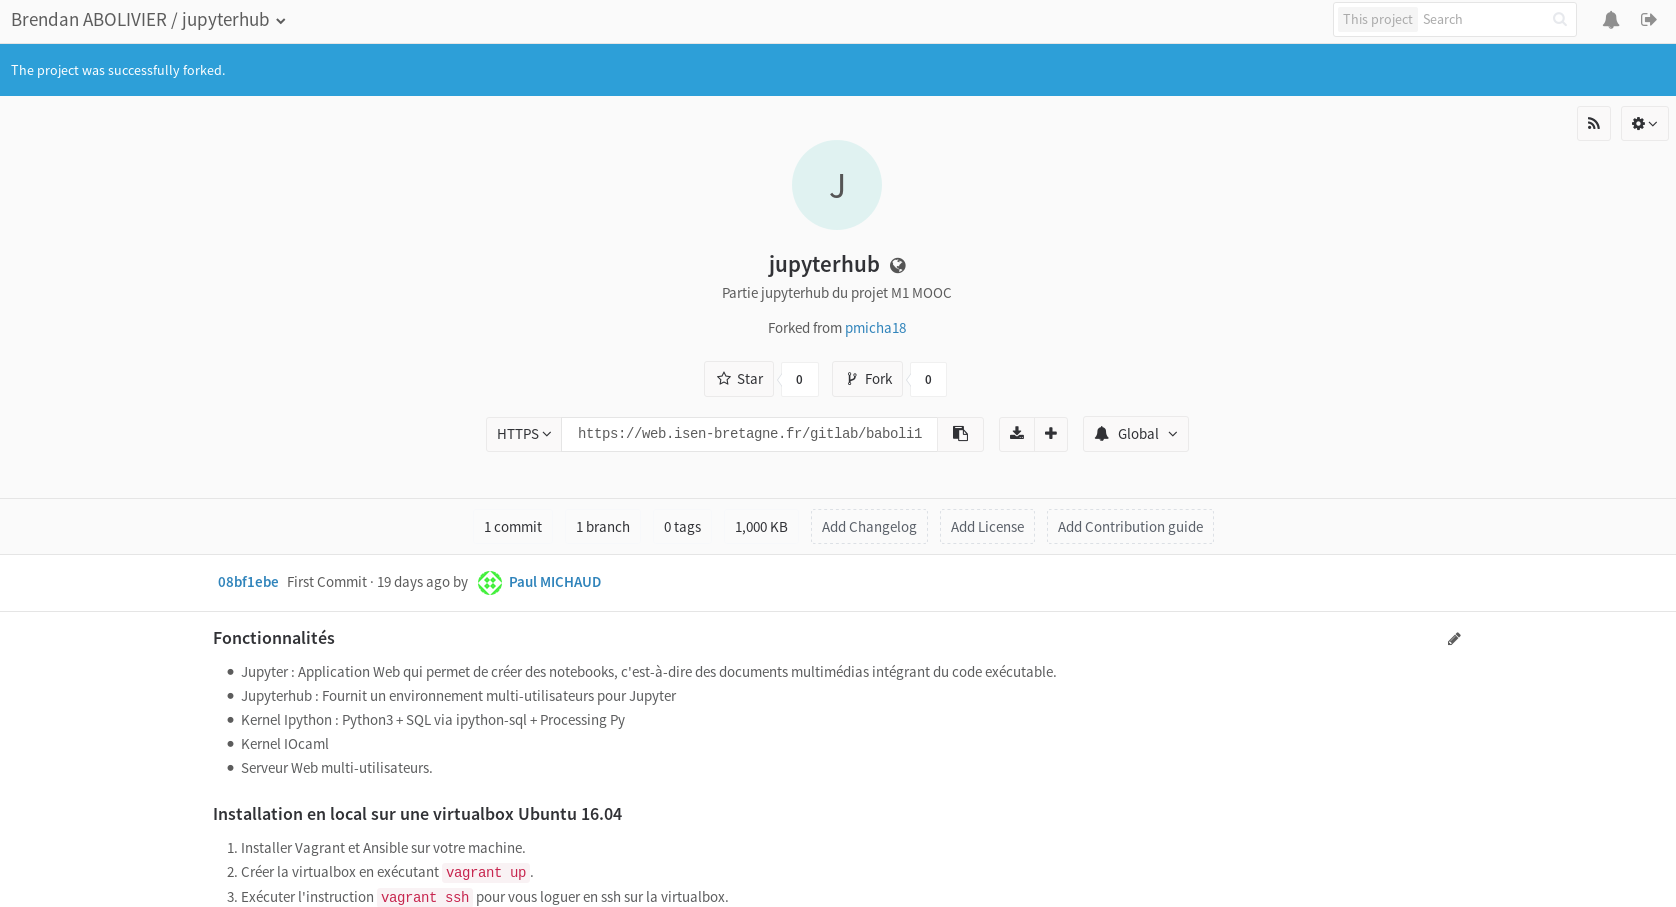 Brendan ABOLIVIER / jupyterhub
This project Search
The project was successfully forked.
J
jupyterhub
Partie jupyterhub du projet M1 MOOC
Forked from pmicha18
Star 0 Fork 0
HTTPS https://web.isen-bretagne.fr/gitlab/baboli1 Global
1 commit 1 branch 0 tags 1,000 KB Add Changelog Add License Add Contribution guide
08bf1ebe First Commit · 19 days ago by Paul MICHAUD
Fonctionnalités
• Jupyter : Application Web qui permet de créer des notebooks, c'est-à-dire des documents multimédias intégrant du code exécutable.
• Jupyterhub : Fournit un environnement multi-utilisateurs pour Jupyter
• Kernel Ipython : Python3 + SQL via ipython-sql + Processing Py
• Kernel IOcaml
• Serveur Web multi-utilisateurs.
Installation en local sur une virtualbox Ubuntu 16.04
1. Installer Vagrant et Ansible sur votre machine.
2. Créer la virtualbox en exécutant vagrant up .
3. Exécuter l'instruction vagrant ssh pour vous loguer en ssh sur la virtualbox.